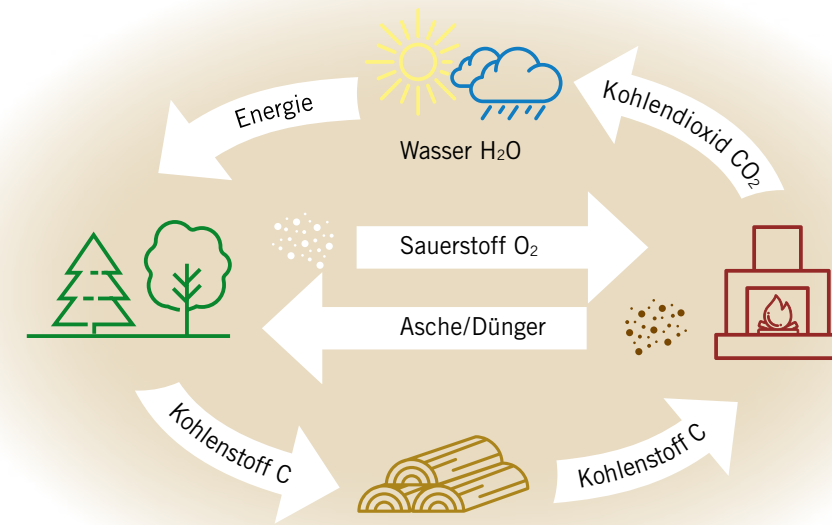 Energie
Kohlendioxid CO₂
Wasser H₂O
Sauerstoff O₂
Asche/Dünger
Kohlenstoff C
Kohlenstoff C